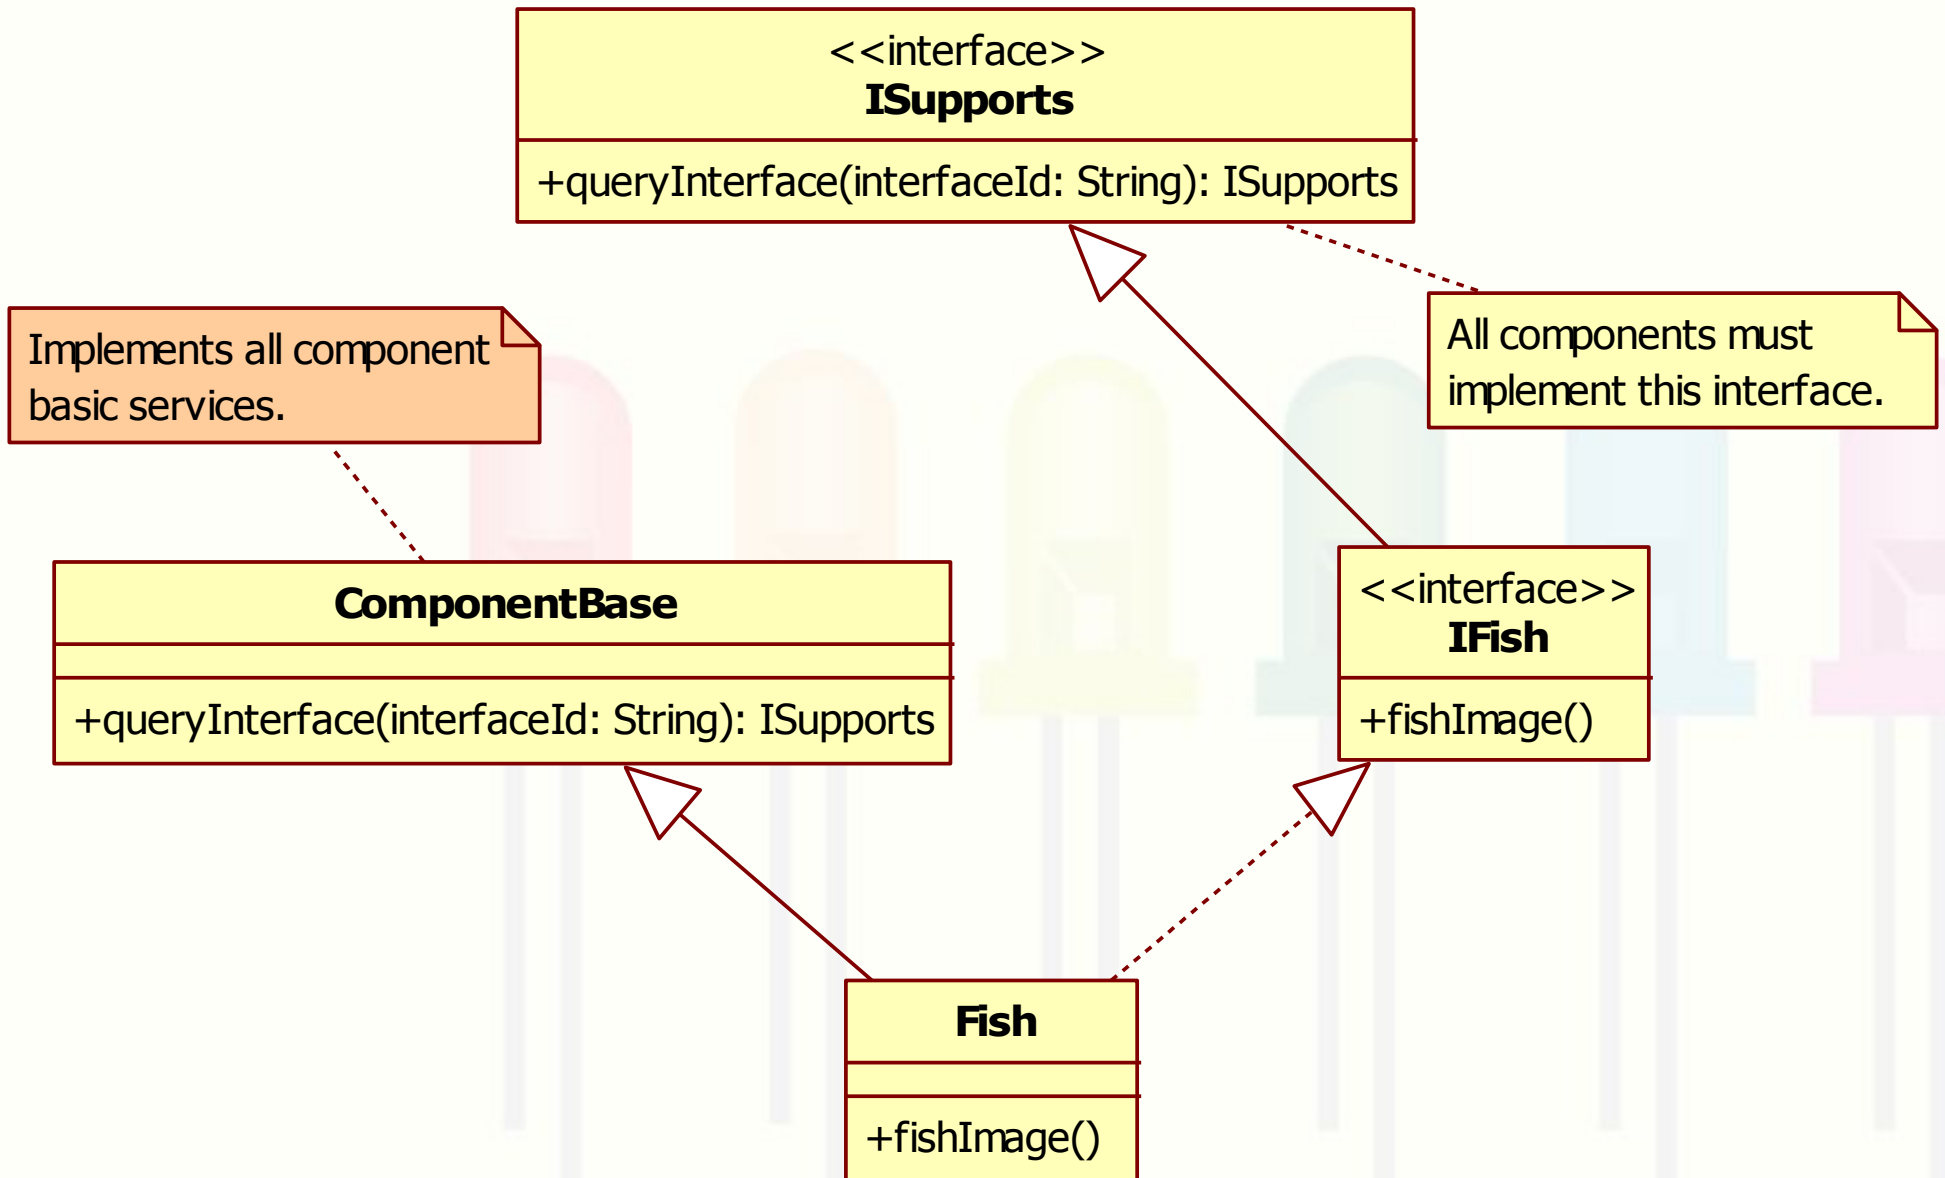 <<interface>>
ISupports
+queryInterface(interfaceId: String): ISupports
Implements all component
basic services.
All components must
implement this interface.
ComponentBase
+queryInterface(interfaceId: String): ISupports
<<interface>>
IFish
+fishImage()
Fish
+fishImage()